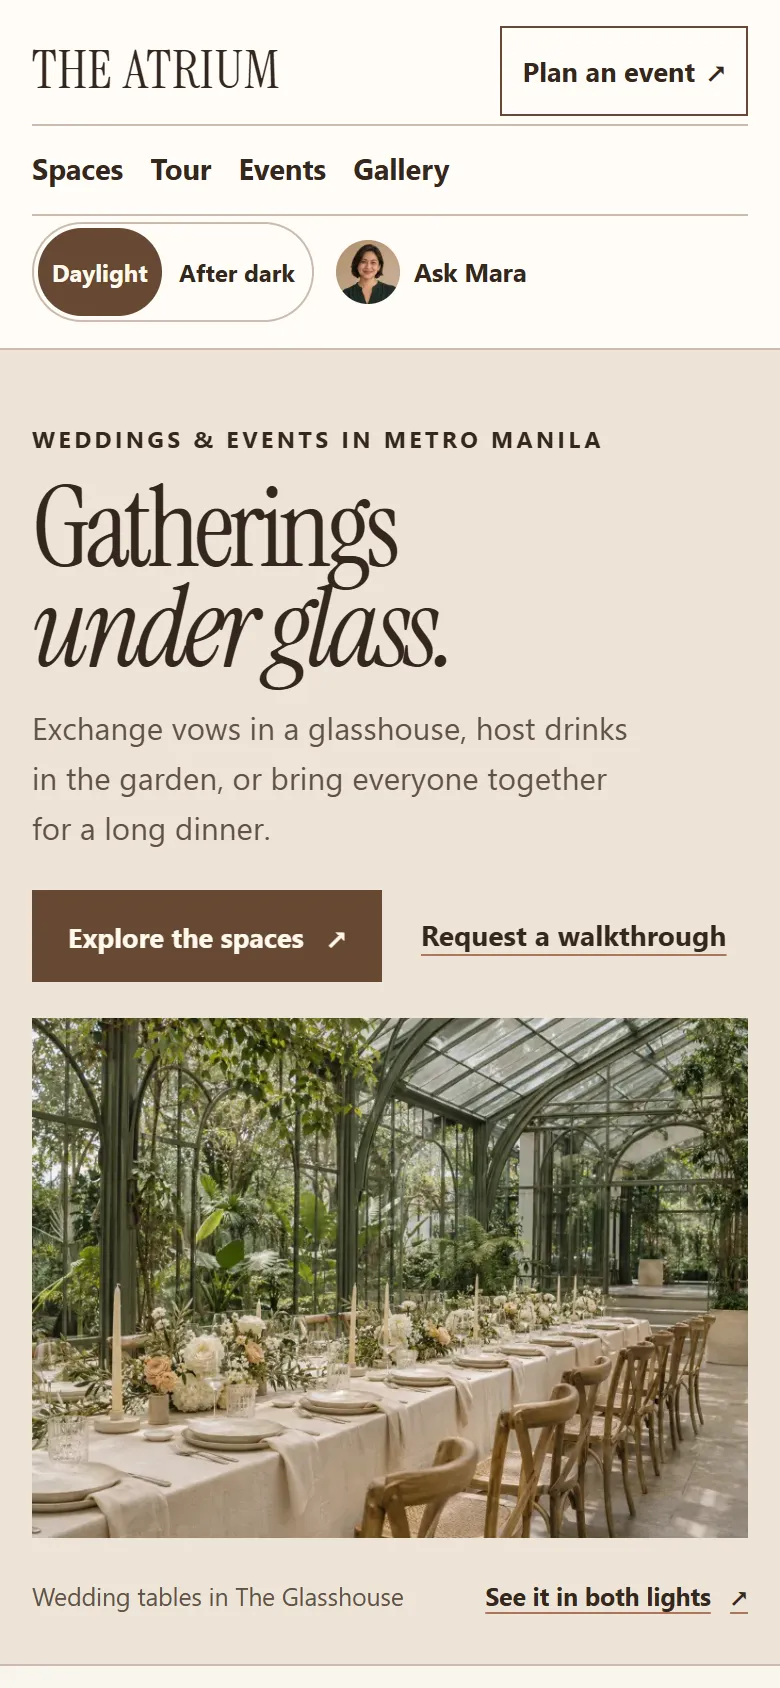 THE ATRIUM
Plan an event ↗
Spaces Tour Events Gallery
Daylight After dark Ask Mara
WEDDINGS & EVENTS IN METRO MANILA
Gatherings
under glass.
Exchange vows in a glasshouse, host drinks
in the garden, or bring everyone together
for a long dinner.
Explore the spaces ↗ Request a walkthrough
Wedding tables in The Glasshouse See it in both lights ↗